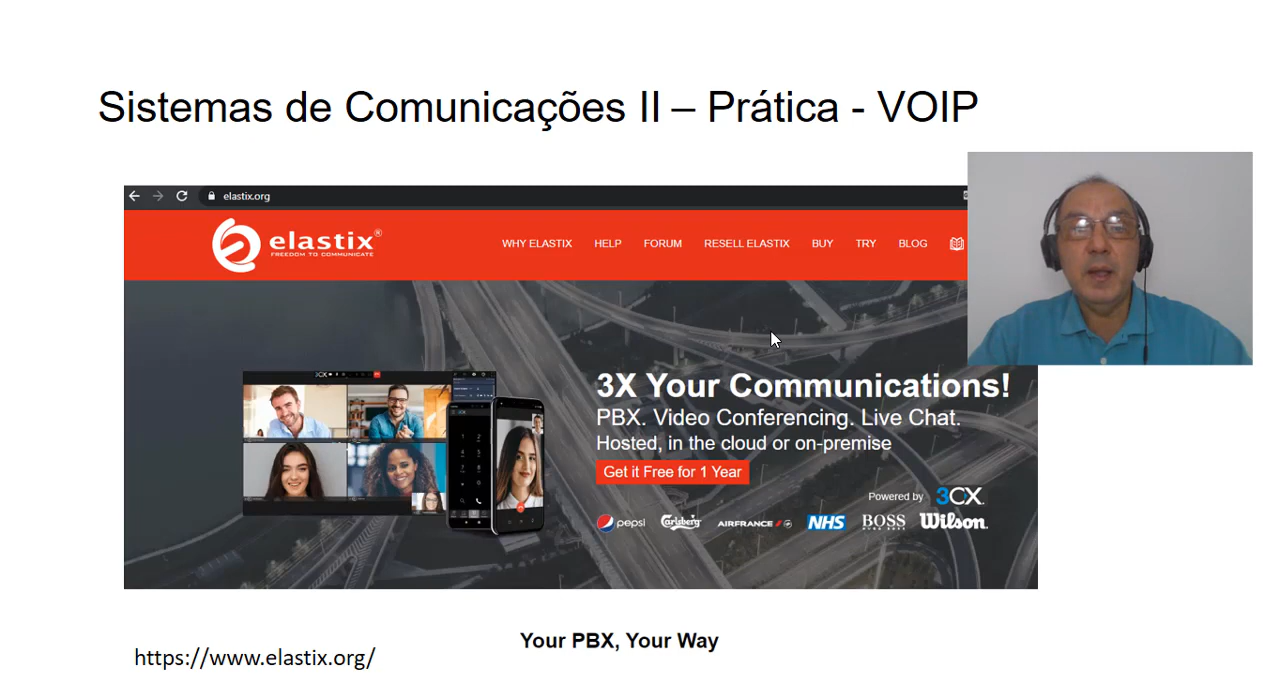 Sistemas de Comunicações II – Prática - VOIP
elastix.org
elastix®
FREEDOM TO COMMUNICATE
WHY ELASTIX HELP FORUM RESELL ELASTIX BUY TRY BLOG
3X Your Communications!
PBX. Video Conferencing. Live Chat.
Hosted, in the cloud or on-premise
Get it Free for 1 Year
Powered by 3CX.
pepsi Carlsberg AIRFRANCE NHS BOSS Wilson.
HUGO BOSS
Your PBX, Your Way
https://www.elastix.org/